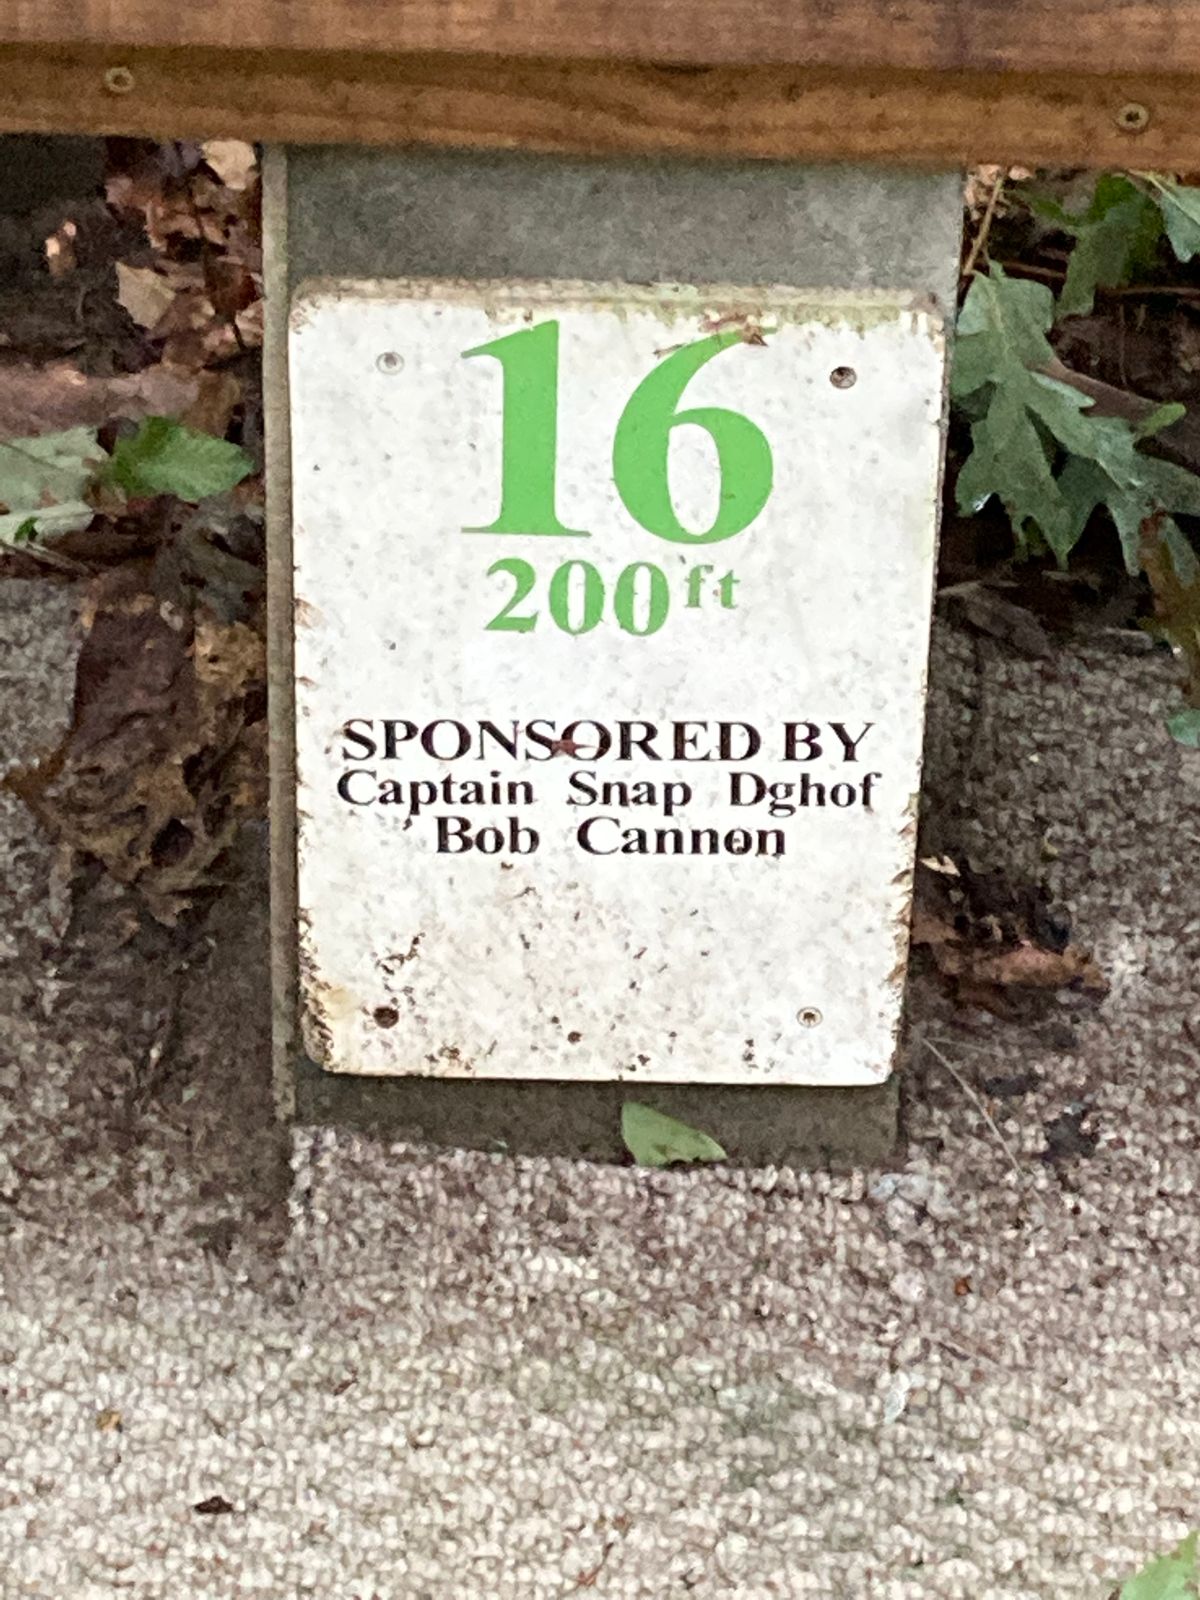 16
200ft
SPONSORED BY
Captain Snap Dghof
Bob Cannon